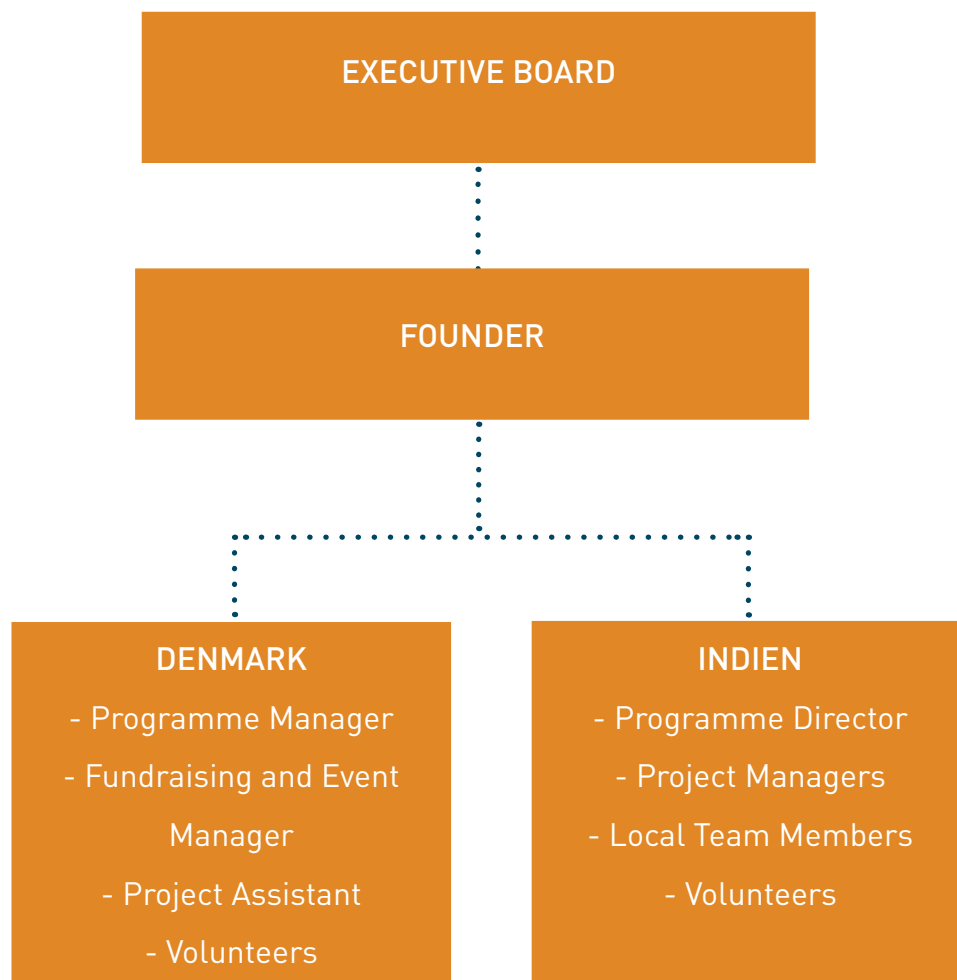 EXECUTIVE BOARD
FOUNDER
DENMARK
- Programme Manager
- Fundraising and Event
Manager
- Project Assistant
- Volunteers
INDIEN
- Programme Director
- Project Managers
- Local Team Members
- Volunteers